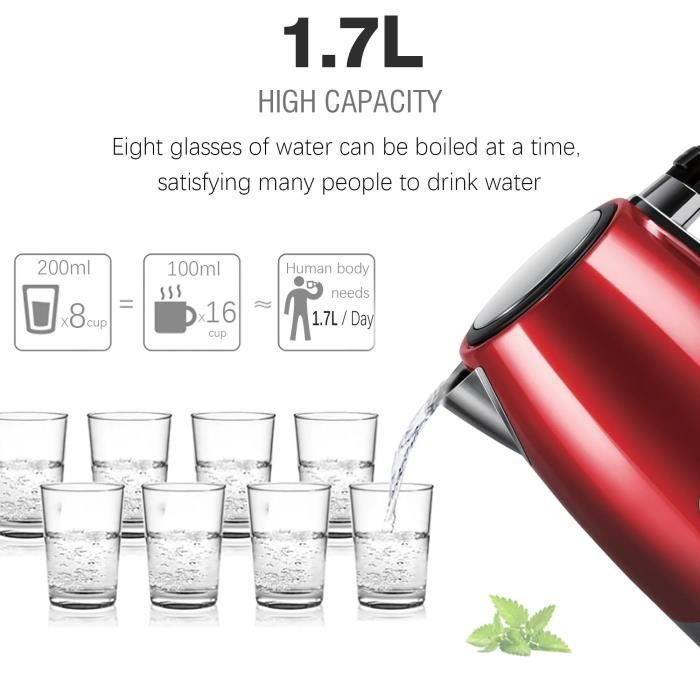 1.7L
HIGH CAPACITY
Eight glasses of water can be boiled at a time,
satisfying many people to drink water
200ml
x8cup
=
100ml
x16
cup
≈
Human body
needs
1.7L / Day